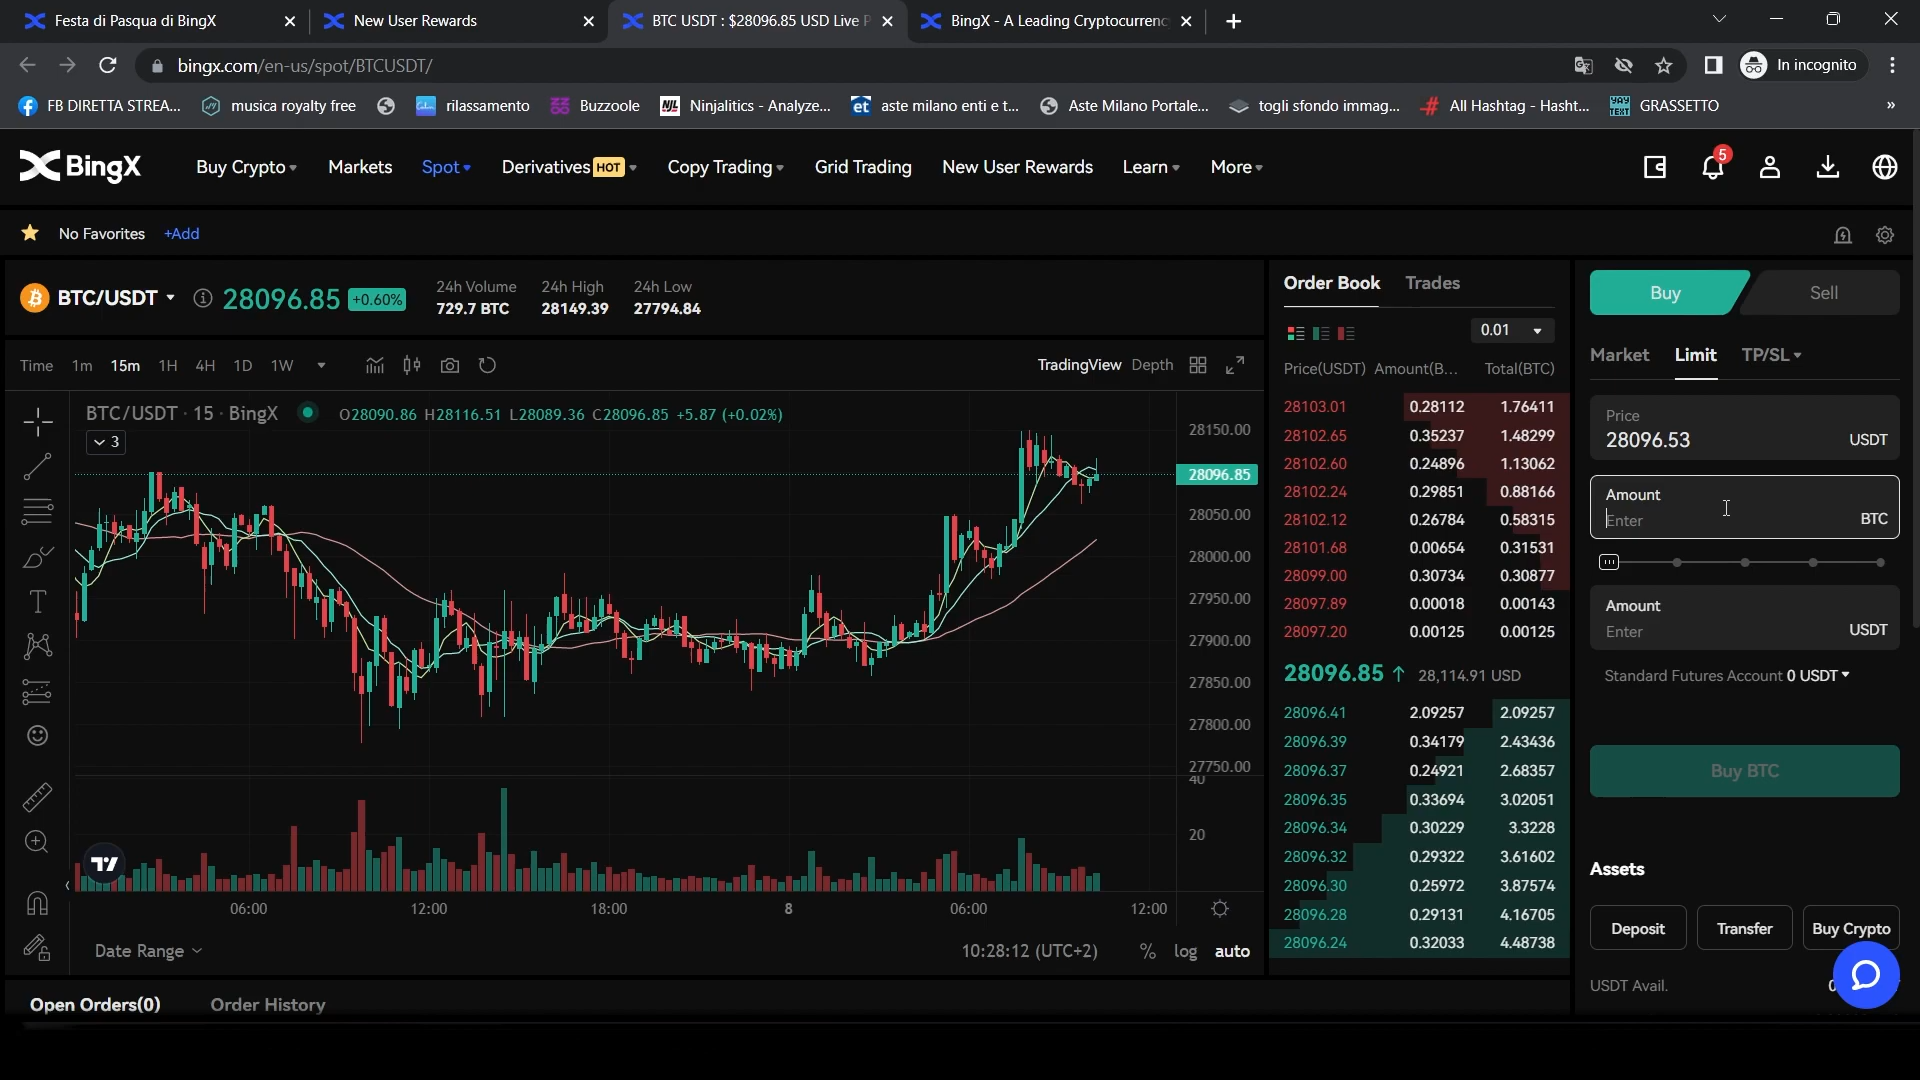 Festa di Pasqua di BingX
New User Rewards
BTC USDT : $28096.85 USD Live P
BingX - A Leading Cryptocurrenc
bingx.com/en-us/spot/BTCUSDT/
In incognito
FB DIRETTA STREA...
musica royalty free
rilassamento
Buzzoole
Ninjalitics - Analyze...
aste milano enti e t...
Aste Milano Portale...
togli sfondo immag...
All Hashtag - Hasht...
GRASSETTO
»
BingX
Buy Crypto
Markets
Spot
Derivatives HOT
Copy Trading
Grid Trading
New User Rewards
Learn
More
5
No Favorites
+Add
BTC/USDT
28096.85
+0.60%
24h Volume
729.7 BTC
24h High
28149.39
24h Low
27794.84
Time 1m 15m 1H 4H 1D 1W
TradingView Depth
BTC/USDT · 15 · BingX
O28090.86 H28116.51 L28089.36 C28096.85 +5.87 (+0.02%)
3
28150.00
28096.85
28050.00
28000.00
27950.00
27900.00
27850.00
27800.00
27750.00
40
20
06:00 12:00 18:00 8 06:00 12:00
Date Range
10:28:12 (UTC+2)
% log auto
Open Orders(0)
Order History
Order Book
Trades
0.01
Price(USDT) Amount(B... Total(BTC)
28103.01 0.28112 1.76411
28102.65 0.35237 1.48299
28102.60 0.24896 1.13062
28102.24 0.29851 0.88166
28102.12 0.26784 0.58315
28101.68 0.00654 0.31531
28099.00 0.30734 0.30877
28097.89 0.00018 0.00143
28097.20 0.00125 0.00125
28096.85 ↑ 28,114.91 USD
28096.41 2.09257 2.09257
28096.39 0.34179 2.43436
28096.37 0.24921 2.68357
28096.35 0.33694 3.02051
28096.34 0.30229 3.3228
28096.32 0.29322 3.61602
28096.30 0.25972 3.87574
28096.28 0.29131 4.16705
28096.24 0.32033 4.48738
Buy
Sell
Market
Limit
TP/SL
Price
28096.53 USDT
Amount
Enter BTC
Amount
Enter USDT
Standard Futures Account 0 USDT
Buy BTC
Assets
Deposit
Transfer
Buy Crypto
USDT Avail.